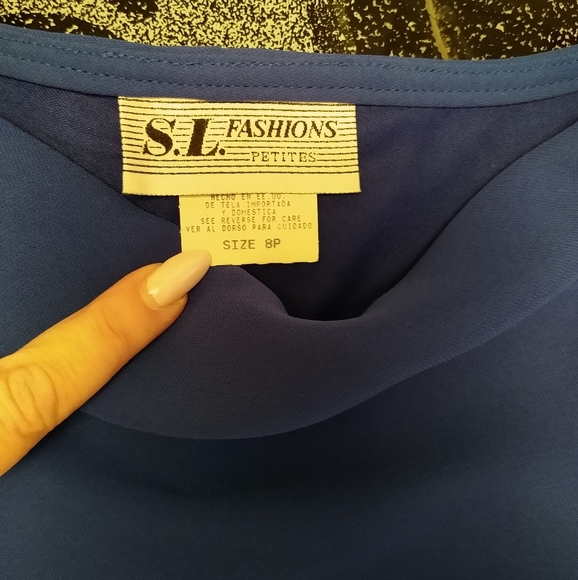 S.L. FASHIONS
PETITES
HECHO EN EE.UU.
DE TELA IMPORTADA
Y DOMESTICA
SEE REVERSE FOR CARE
VER AL DORSO PARA CUIDADO
SIZE 8P